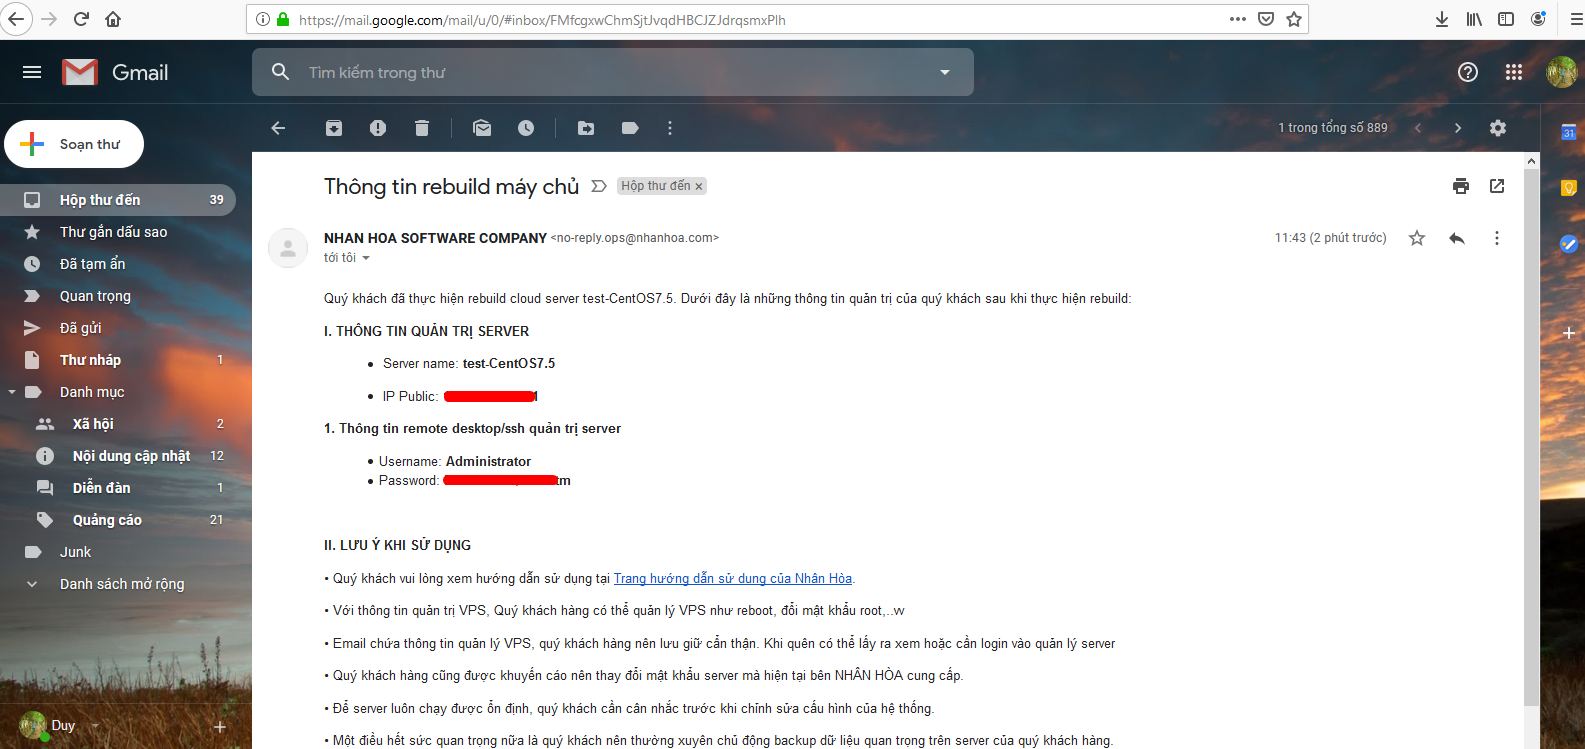 https://mail.google.com/mail/u/0/#inbox/FMfcgxwChmSjtJvqdHBCJZJdrqsmxPlh
Gmail
Tìm kiếm trong thư
Soạn thư
1 trong tổng số 889
31
Hộp thư đến 39
Thư gắn dấu sao
Đã tạm ẩn
Quan trọng
Đã gửi
Thư nháp 1
Danh mục
Xã hội 2
Nội dung cập nhật 12
Diễn đàn 1
Quảng cáo 21
Junk
Danh sách mở rộng
Duy
Thông tin rebuild máy chủ
Hộp thư đến x
NHAN HOA SOFTWARE COMPANY <no-reply.ops@nhanhoa.com>
11:43 (2 phút trước)
tới tôi
Quý khách đã thực hiện rebuild cloud server test-CentOS7.5. Dưới đây là những thông tin quản trị của quý khách sau khi thực hiện rebuild:
I. THÔNG TIN QUẢN TRỊ SERVER
• Server name: test-CentOS7.5
• IP Public:
1. Thông tin remote desktop/ssh quản trị server
• Username: Administrator
• Password: tm
II. LƯU Ý KHI SỬ DỤNG
• Quý khách vui lòng xem hướng dẫn sử dụng tại Trang hướng dẫn sử dụng của Nhân Hòa.
• Với thông tin quản trị VPS, Quý khách hàng có thể quản lý VPS như reboot, đổi mật khẩu root,..w
• Email chứa thông tin quản lý VPS, quý khách hàng nên lưu giữ cẩn thận. Khi quên có thể lấy ra xem hoặc cần login vào quản lý server
• Quý khách hàng cũng được khuyến cáo nên thay đổi mật khẩu server mà hiện tại bên NHÂN HÒA cung cấp.
• Để server luôn chạy được ổn định, quý khách cần cân nhắc trước khi chỉnh sửa cấu hình của hệ thống.
• Một điều hết sức quan trọng nữa là quý khách nên thường xuyên chủ động backup dữ liệu quan trọng trên server của quý khách hàng.